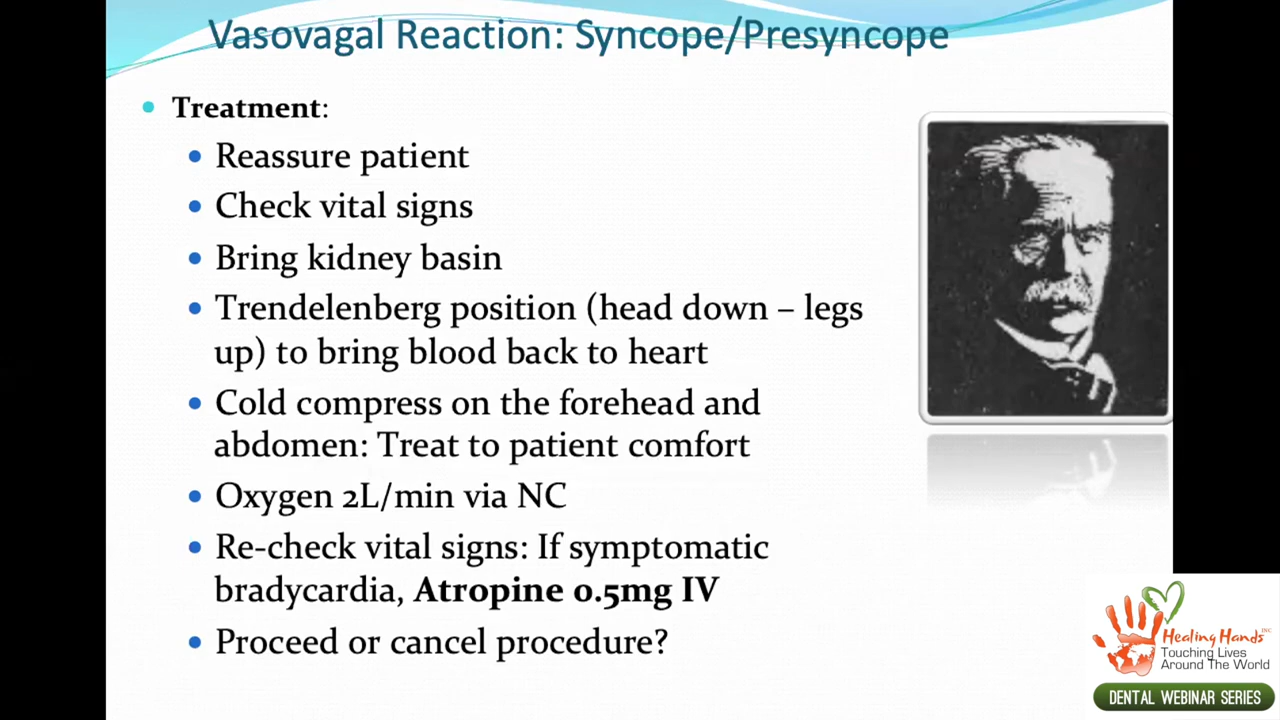 Vasovagal Reaction: Syncope/Presyncope
Treatment:
Reassure patient
Check vital signs
Bring kidney basin
Trendelenberg position (head down – legs
up) to bring blood back to heart
Cold compress on the forehead and
abdomen: Treat to patient comfort
Oxygen 2L/min via NC
Re-check vital signs: If symptomatic
bradycardia, Atropine 0.5mg IV
Proceed or cancel procedure?
Healing Hands INC
Touching Lives
Around The World
DENTAL WEBINAR SERIES